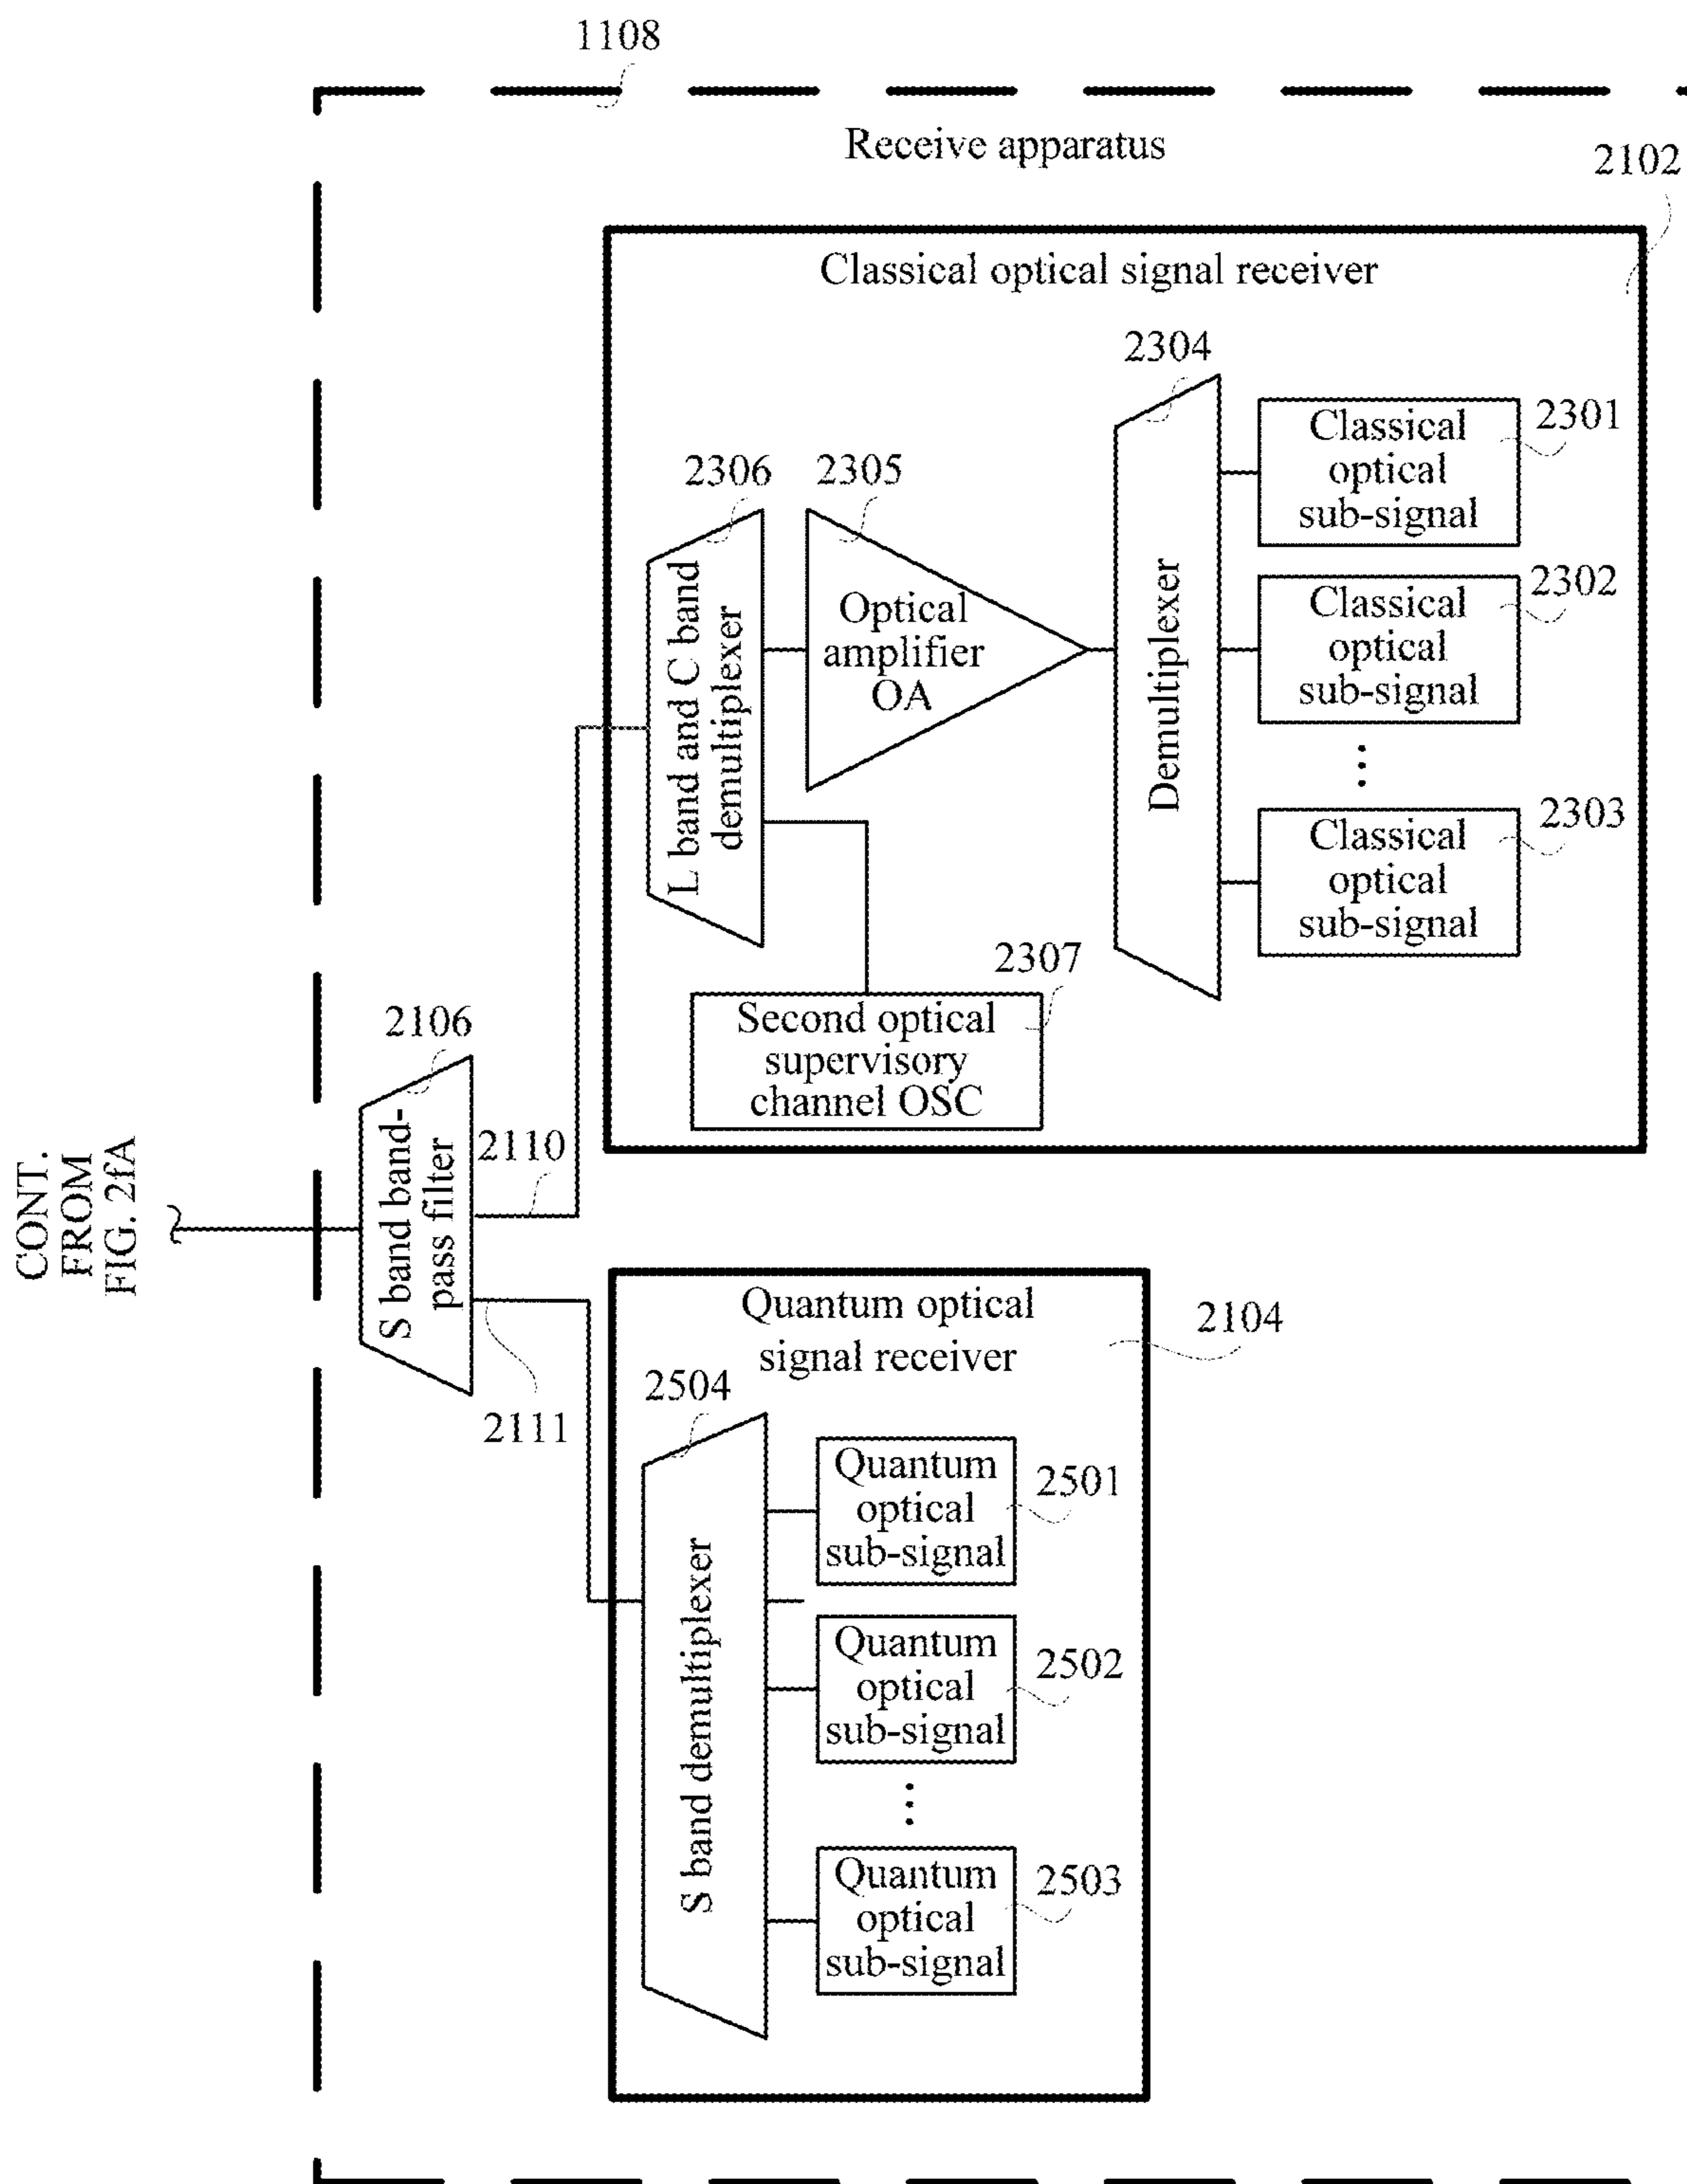 1108
Receive apparatus
2102
Classical optical signal receiver
2304
2301
Classical
optical
sub-signal
2306
2305
2302
Classical
optical
sub-signal
L band and C band
demultiplexer
Optical
amplifier
OA
Demultiplexer
...
2303
Classical
optical
sub-signal
2307
Second optical
supervisory
channel OSC
2106
S band band-
pass filter
2110
CONT.
FROM
FIG. 2fA
2111
Quantum optical
signal receiver
2104
2504
S band demultiplexer
Quantum
optical
sub-signal
2501
Quantum
optical
sub-signal
2502
...
Quantum
optical
sub-signal
2503